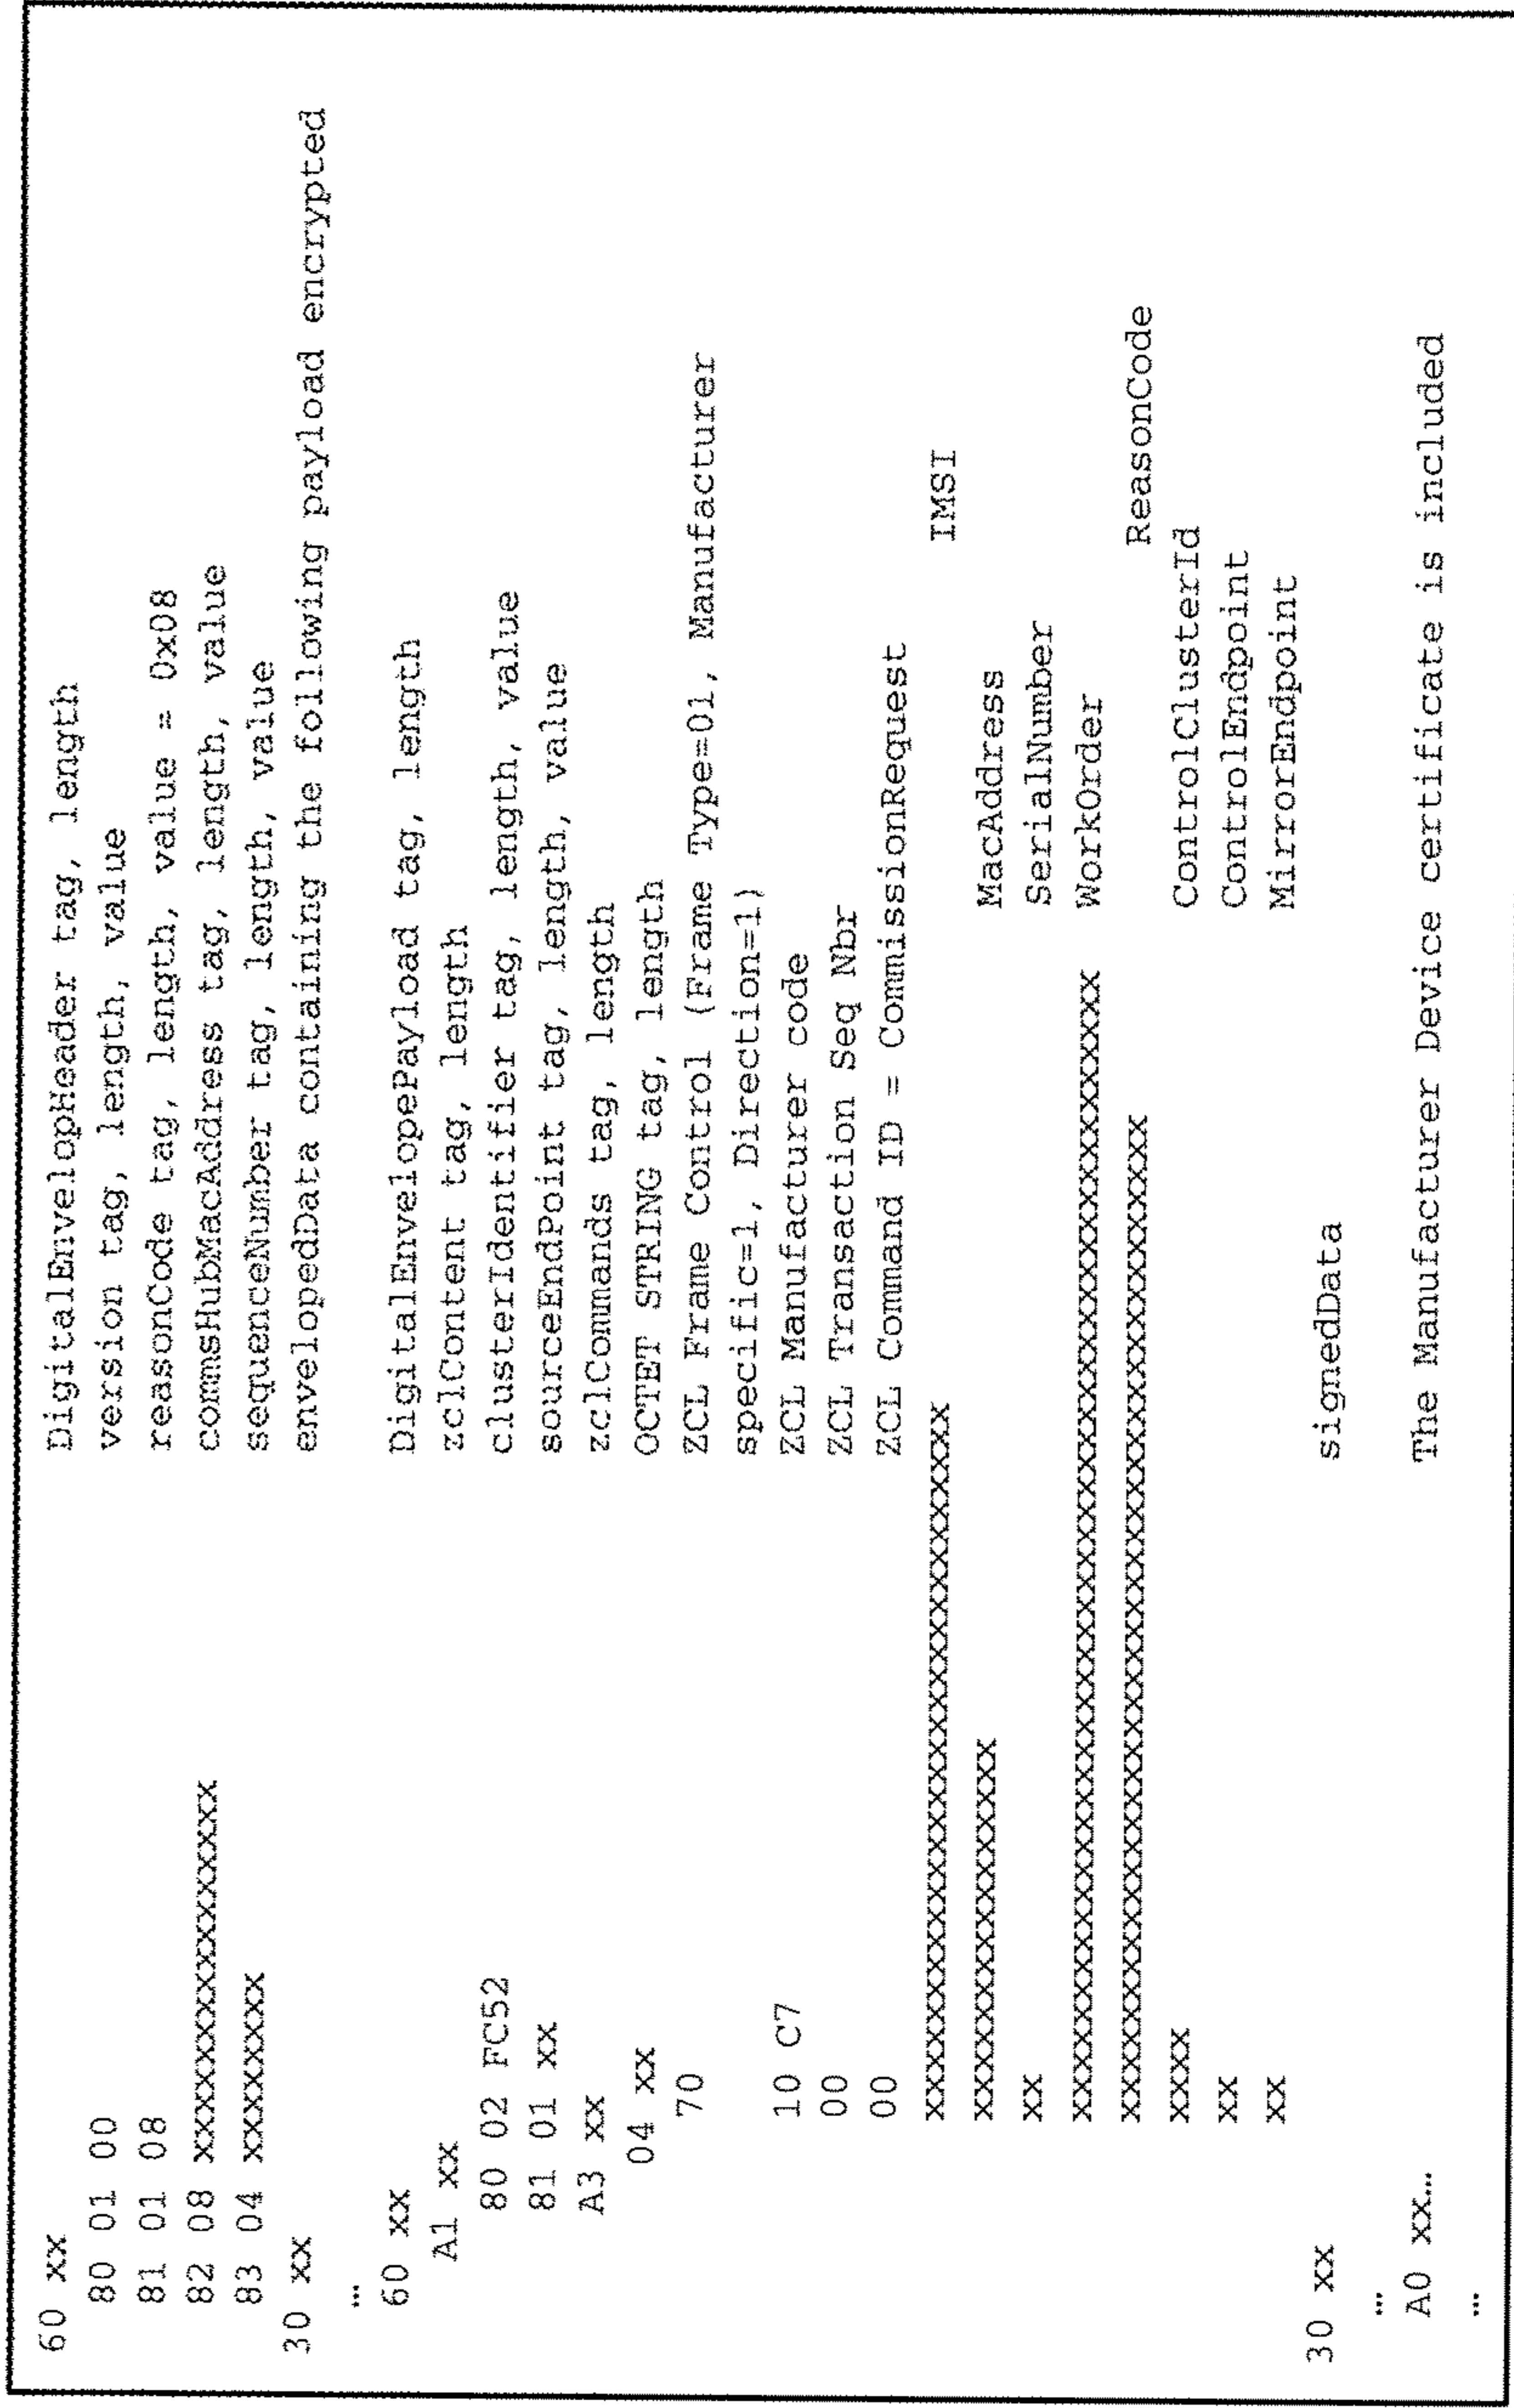 60 xx DigitalEnvelopHeader tag, length
80 01 00 version tag, length, value
81 01 08 reasonCode tag, length, value = 0x08
82 08 xxxxxxxxxxxxxxxx commsHubMacAddress tag, length, value
83 04 xxxxxxxx sequenceNumber tag, length, value
30 xx envelopedData containing the following payload encrypted
...
60 xx DigitalEnvelopePayload tag, length
A1 xx zclContent tag, length
80 02 FC52 clusterIdentifier tag, length, value
81 01 xx sourceEndPoint tag, length, value
A3 xx zclCommands tag, length
04 xx OCTET STRING tag, length
70 ZCL Frame Control (Frame Type=01, Manufacturer
specific=1, Direction=1)
10 C7 ZCL Manufacturer code
00 ZCL Transaction Seq Nbr
00 ZCL Command ID = CommissionRequest
xxxxxxxxxxxxxxxxxxxxxxxxxxxxxx IMSI
xxxxxxxxxxxxxxxx MacAddress
xx SerialNumber
xxxxxxxxxxxxxxxxxxxxxxxxxxxxxxxxxxxxxxxxxxxxxxxx WorkOrder
xxxxxxxxxxxxxxxxxxxxxxxxxxxxxxxxxxxxxxxxxx ReasonCode
xxxx ControlClusterId
xx ControlEndpoint
xx MirrorEndpoint
30 xx signedData
...
A0 xx... The Manufacturer Device certificate is included
...